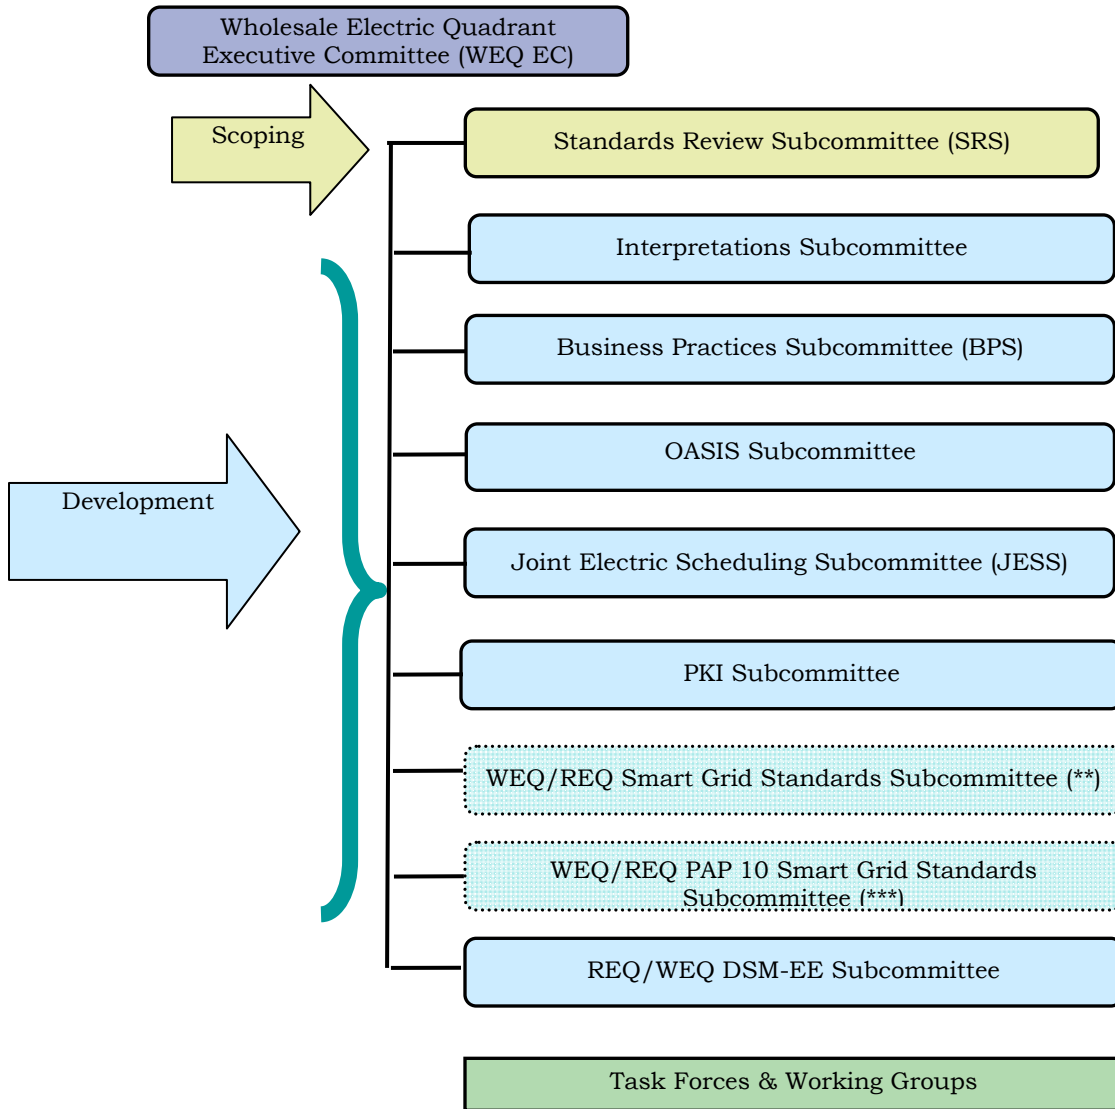 Wholesale Electric Quadrant
Executive Committee (WEQ EC)
Scoping
Standards Review Subcommittee (SRS)
Interpretations Subcommittee
Business Practices Subcommittee (BPS)
OASIS Subcommittee
Development
Joint Electric Scheduling Subcommittee (JESS)
PKI Subcommittee
WEQ/REQ Smart Grid Standards Subcommittee (**)
WEQ/REQ PAP 10 Smart Grid Standards
Subcommittee (***)
REQ/WEQ DSM-EE Subcommittee
Task Forces & Working Groups